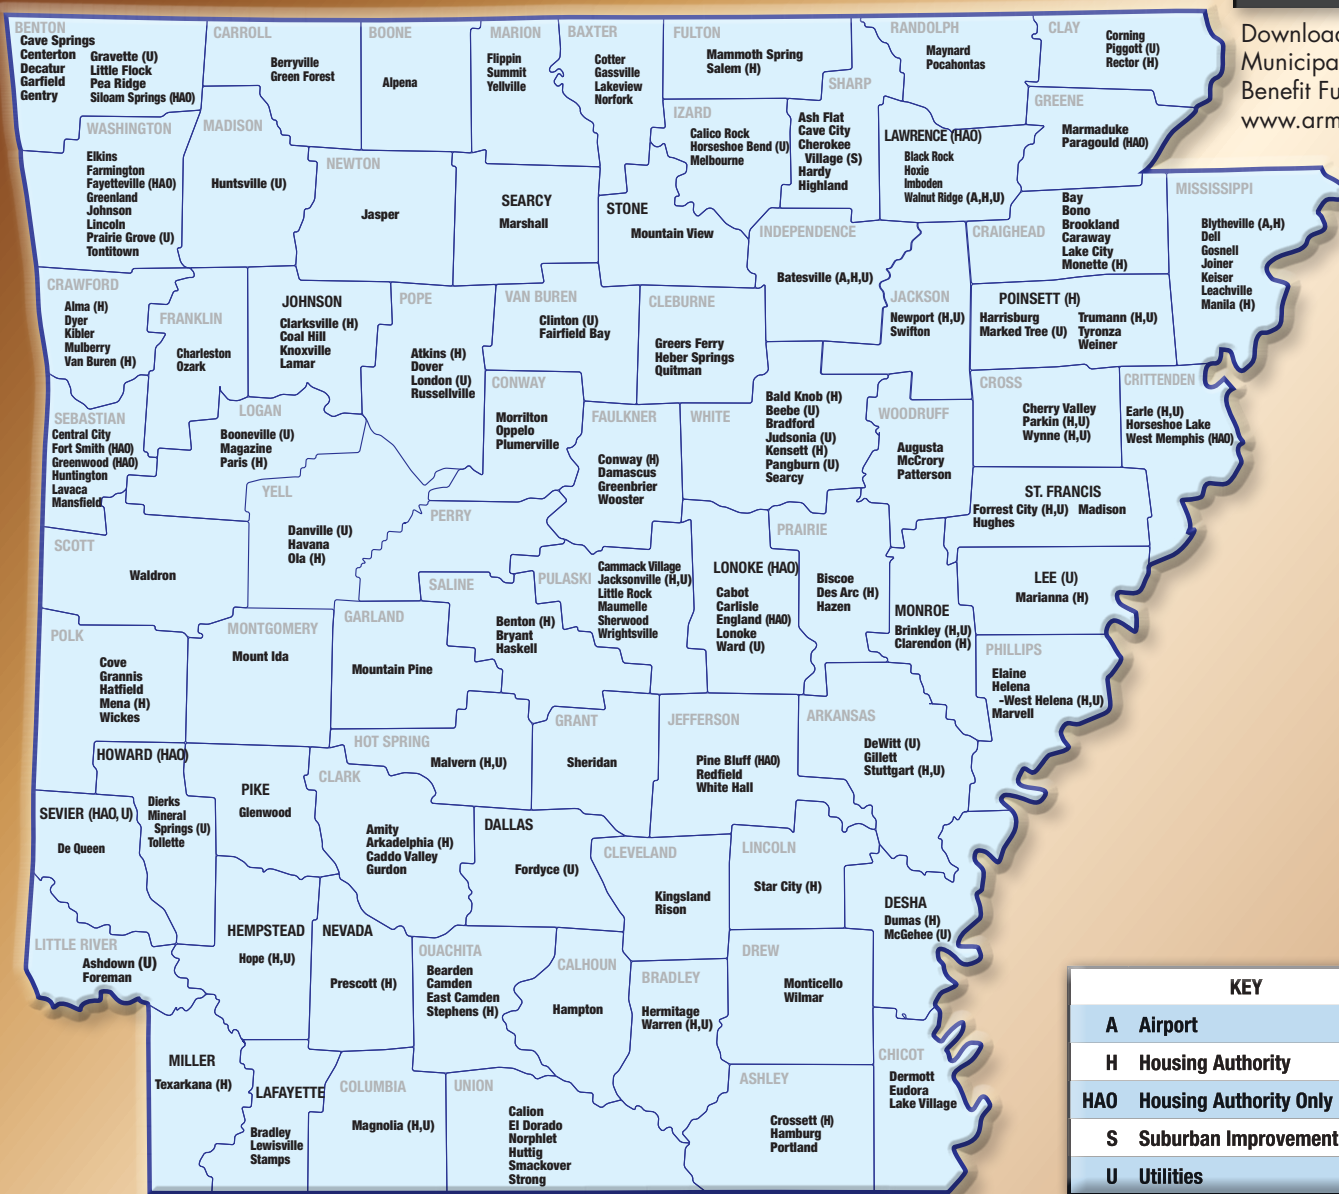 Download
Municipa
Benefit Fu
www.arm
BENTON
Cave Springs
Centerton
Decatur
Garfield
Gentry
Gravette (U)
Little Flock
Pea Ridge
Siloam Springs (HAO)
CARROLL
Berryville
Green Forest
BOONE
Alpena
MARION
Flippin
Summit
Yellville
BAXTER
Cotter
Gassville
Lakeview
Norfork
FULTON
Mammoth Spring
Salem (H)
SHARP
Ash Flat
Cave City
Cherokee
Village (S)
Hardy
Highland
RANDOLPH
Maynard
Pocahontas
CLAY
Corning
Piggott (U)
Rector (H)
GREENE
Marmaduke
Paragould (HAO)
WASHINGTON
Elkins
Farmington
Fayetteville (HAO)
Greenland
Johnson
Lincoln
Prairie Grove (U)
Tontitown
MADISON
Huntsville (U)
NEWTON
Jasper
SEARCY
Marshall
STONE
Mountain View
IZARD
Calico Rock
Horseshoe Bend (U)
Melbourne
LAWRENCE (HAO)
Black Rock
Hoxie
Imboden
Walnut Ridge (A,H,U)
INDEPENDENCE
Batesville (A,H,U)
CRAIGHEAD
Bay
Bono
Brookland
Caraway
Lake City
Monette (H)
MISSISSIPPI
Blytheville (A,H)
Dell
Gosnell
Joiner
Keiser
Leachville
Manila (H)
CRAWFORD
Alma (H)
Dyer
Kibler
Mulberry
Van Buren (H)
FRANKLIN
Charleston
Ozark
JOHNSON
Clarksville (H)
Coal Hill
Knoxville
Lamar
POPE
Atkins (H)
Dover
London (U)
Russellville
VAN BUREN
Clinton (U)
Fairfield Bay
CLEBURNE
Greers Ferry
Heber Springs
Quitman
JACKSON
Newport (H,U)
Swifton
POINSETT (H)
Harrisburg
Marked Tree (U)
Trumann (H,U)
Tyronza
Weiner
SEBASTIAN
Central City
Fort Smith (HAO)
Greenwood (HAO)
Huntington
Lavaca
Mansfield
LOGAN
Booneville (U)
Magazine
Paris (H)
CONWAY
Morrilton
Oppelo
Plumerville
FAULKNER
Conway (H)
Damascus
Greenbrier
Wooster
WHITE
Bald Knob (H)
Beebe (U)
Bradford
Judsonia (U)
Kensett (H)
Pangburn (U)
Searcy
WOODRUFF
Augusta
McCrory
Patterson
CROSS
Cherry Valley
Parkin (H,U)
Wynne (H,U)
CRITTENDEN
Earle (H,U)
Horseshoe Lake
West Memphis (HAO)
SCOTT
Waldron
YELL
Danville (U)
Havana
Ola (H)
PERRY
ST. FRANCIS
Forrest City (H,U) Madison
Hughes
POLK
Cove
Grannis
Hatfield
Mena (H)
Wickes
MONTGOMERY
Mount Ida
GARLAND
Mountain Pine
SALINE
Benton (H)
Bryant
Haskell
PULASKI
Cammack Village
Jacksonville (H,U)
Little Rock
Maumelle
Sherwood
Wrightsville
LONOKE (HAO)
Cabot
Carlisle
England (HAO)
Lonoke
Ward (U)
PRAIRIE
Biscoe
Des Arc (H)
Hazen
MONROE
Brinkley (H,U)
Clarendon (H)
LEE (U)
Marianna (H)
PHILLIPS
Elaine
Helena
-West Helena (H,U)
Marvell
HOWARD (HAO)
Dierks
Mineral
Springs (U)
Tollette
SEVIER (HAO, U)
De Queen
PIKE
Glenwood
HOT SPRING
Malvern (H,U)
CLARK
Amity
Arkadelphia (H)
Caddo Valley
Gurdon
GRANT
Sheridan
JEFFERSON
Pine Bluff (HAO)
Redfield
White Hall
ARKANSAS
DeWitt (U)
Gillett
Stuttgart (H,U)
DALLAS
Fordyce (U)
CLEVELAND
Kingsland
Rison
LINCOLN
Star City (H)
DESHA
Dumas (H)
McGehee (U)
LITTLE RIVER
Ashdown (U)
Foreman
HEMPSTEAD
Hope (H,U)
NEVADA
Prescott (H)
OUACHITA
Bearden
Camden
East Camden
Stephens (H)
CALHOUN
Hampton
BRADLEY
Hermitage
Warren (H,U)
DREW
Monticello
Wilmar
MILLER
Texarkana (H)
LAFAYETTE
Bradley
Lewisville
Stamps
COLUMBIA
Magnolia (H,U)
UNION
Calion
El Dorado
Norphlet
Huttig
Smackover
Strong
ASHLEY
Crossett (H)
Hamburg
Portland
CHICOT
Dermott
Eudora
Lake Village
KEY
A Airport
H Housing Authority
HAO Housing Authority Only
S Suburban Improvement
U Utilities